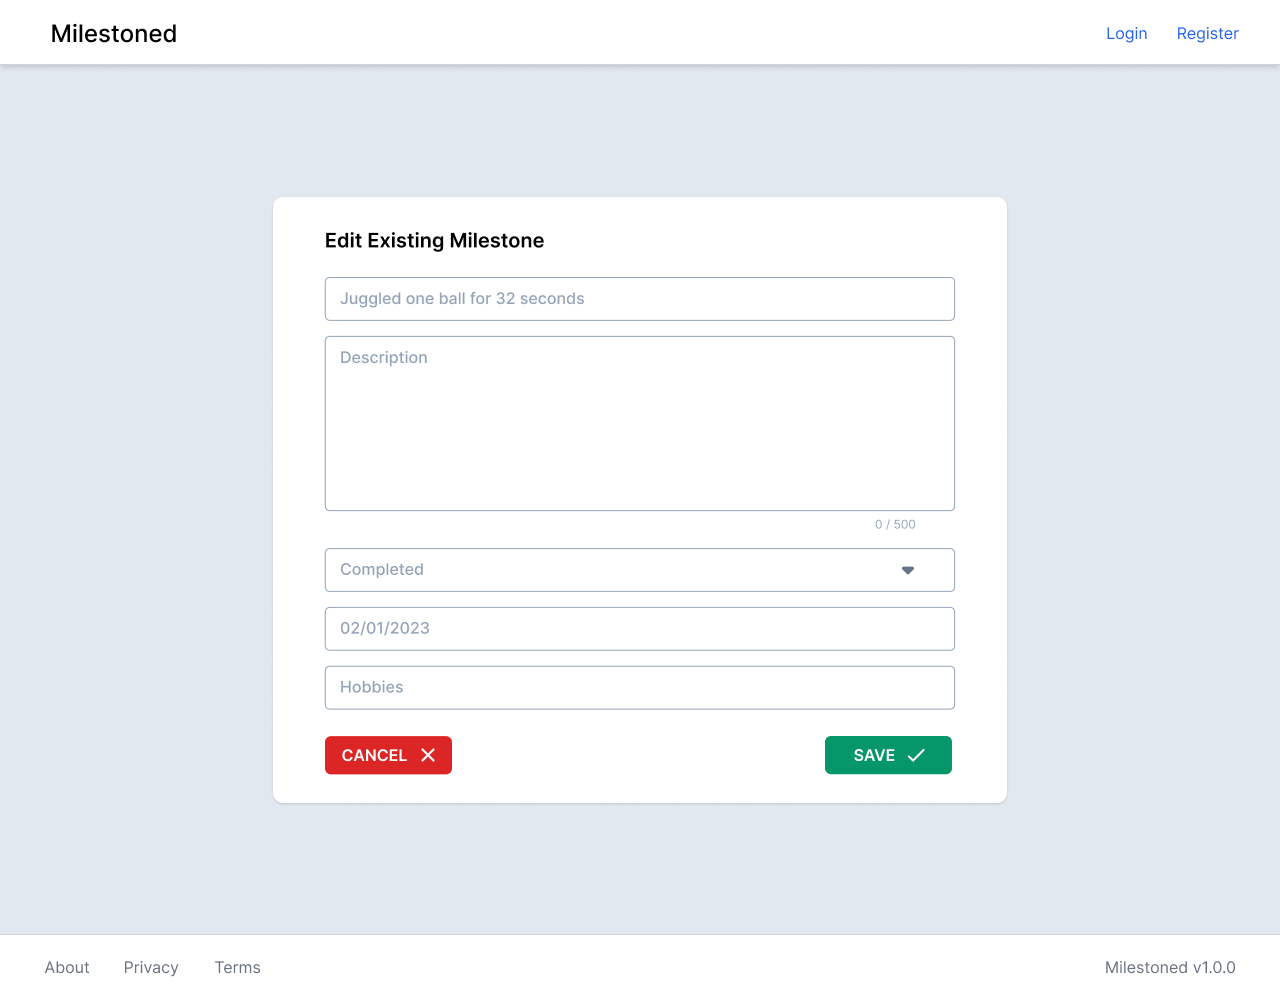 Milestoned
Login Register
Edit Existing Milestone
Juggled one ball for 32 seconds
Description
0 / 500
Completed
02/01/2023
Hobbies
CANCEL
SAVE
About Privacy Terms
Milestoned v1.0.0